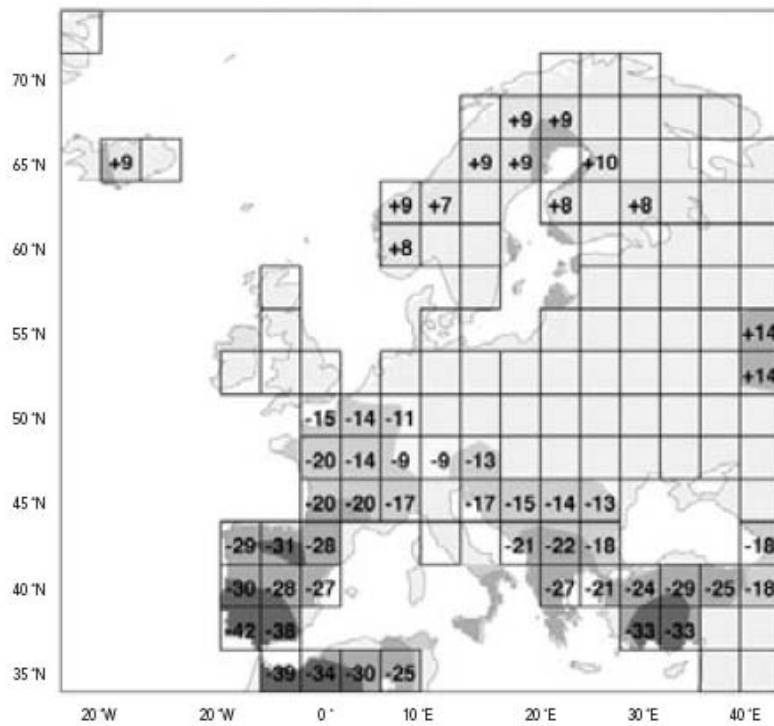 70 °N
+9 +9
65 °N +9 +9 +9 +10
+9 +7 +8 +8
60 °N +8
55 °N +14
+14
50 °N -15 -14 -11
-20 -14 -9 -9 -13
45 °N -20 -20 -17 -17 -15 -14 -13
-29 -31 -28 -21 -22 -18 -18
40 °N -30 -28 -27 -27 -21 -24 -29 -25 -18
-42 -38 -33 -33
35 °N -39 -34 -30 -25
20 °W 20 °W 0 ° 10 °E 20 °E 30 °E 40 °E